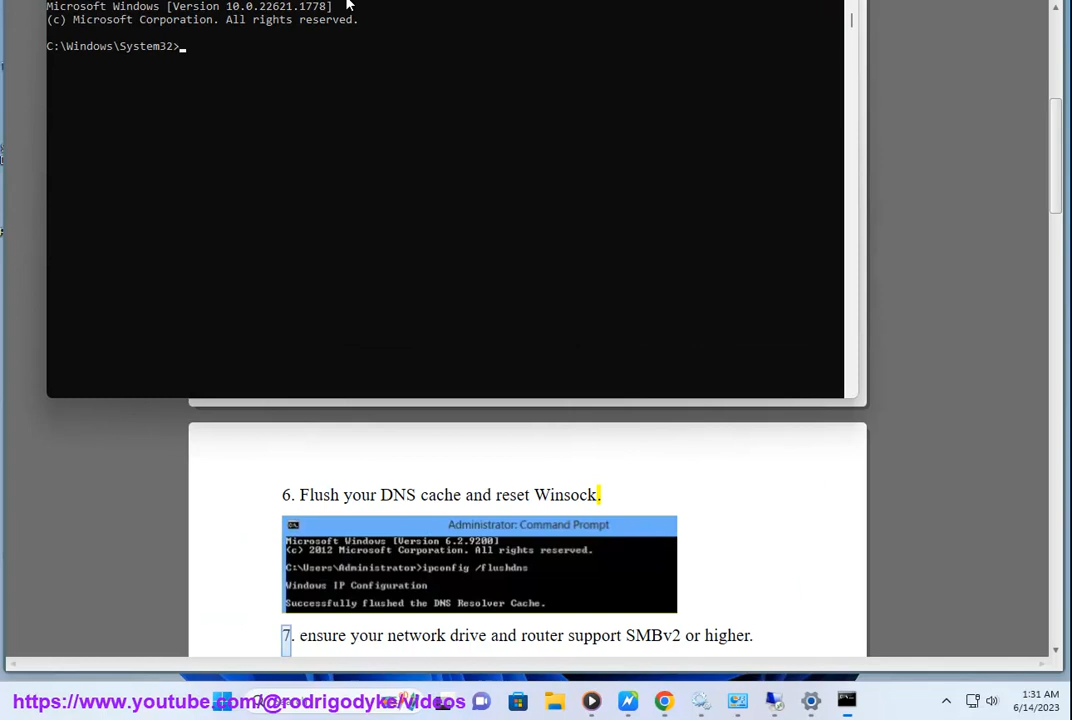 Microsoft Windows [Version 10.0.22621.1778]
(c) Microsoft Corporation. All rights reserved.
C:\Windows\System32>
6. Flush your DNS cache and reset Winsock.
Administrator: Command Prompt
Microsoft Windows [Version 6.2.9200]
(c) 2012 Microsoft Corporation. All rights reserved.
C:\Users\Administrator>ipconfig /flushdns
Windows IP Configuration
Successfully flushed the DNS Resolver Cache.
7. ensure your network drive and router support SMBv2 or higher.
https://www.youtube.com/@rodrigodyke/videos
1:31 AM
6/14/2023